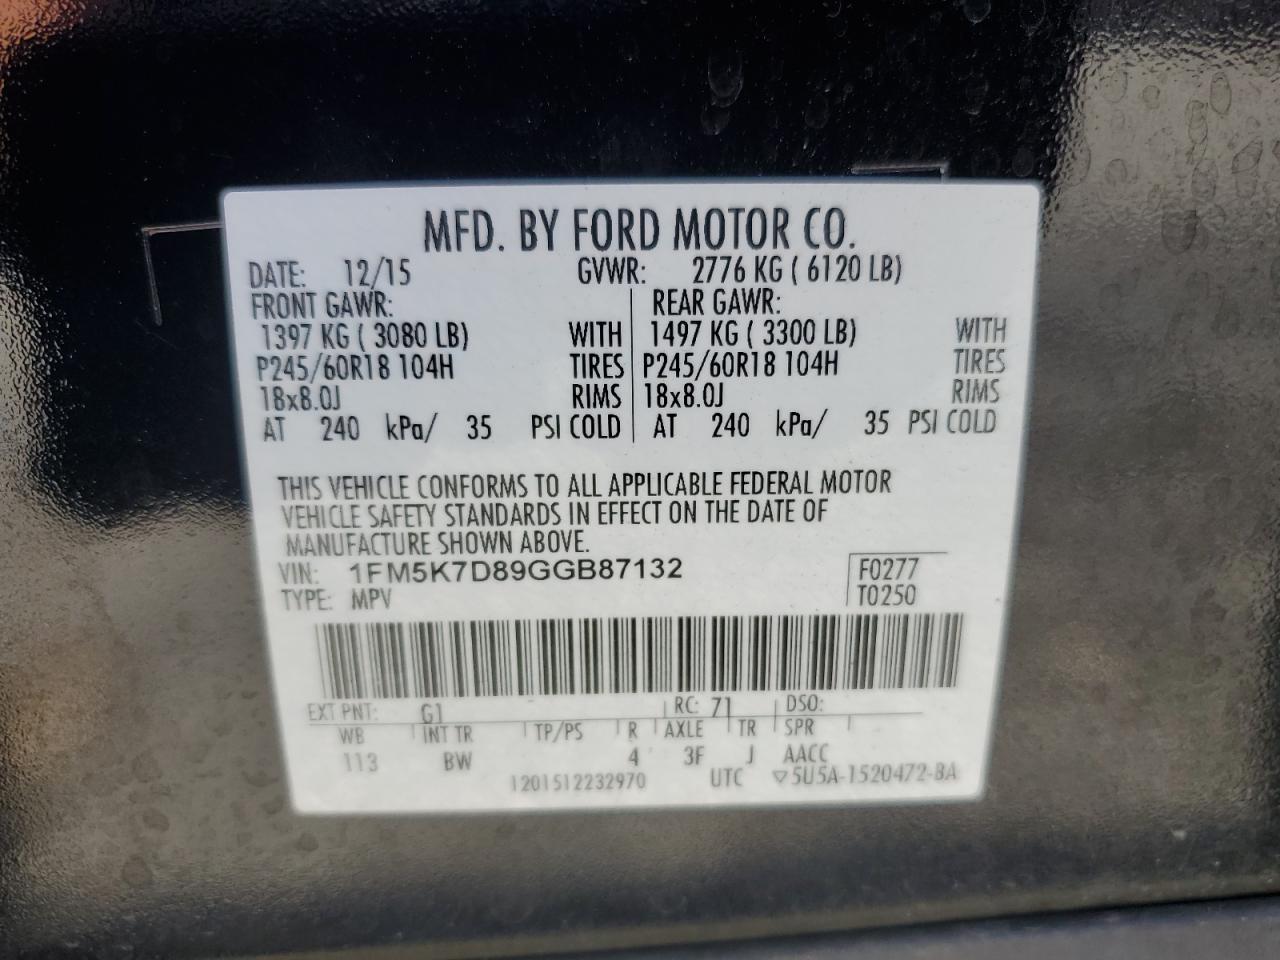 MFD. BY FORD MOTOR CO.
DATE: 12/15 GVWR: 2776 KG ( 6120 LB)
FRONT GAWR: REAR GAWR:
1397 KG ( 3080 LB) WITH 1497 KG ( 3300 LB) WITH
P245/60R18 104H TIRES P245/60R18 104H TIRES
18x8.0J RIMS 18x8.0J RIMS
AT 240 kPa/ 35 PSI COLD AT 240 kPa/ 35 PSI COLD
THIS VEHICLE CONFORMS TO ALL APPLICABLE FEDERAL MOTOR
VEHICLE SAFETY STANDARDS IN EFFECT ON THE DATE OF
MANUFACTURE SHOWN ABOVE.
VIN: 1FM5K7D89GGB87132 F0277
TYPE: MPV T0250
EXT PNT: G1 RC: 71 DSO:
WB INT TR TP/PS R AXLE TR SPR
113 BW 4 3F J AACC
1201512232970 UTC ▽5U5A-1520472-BA